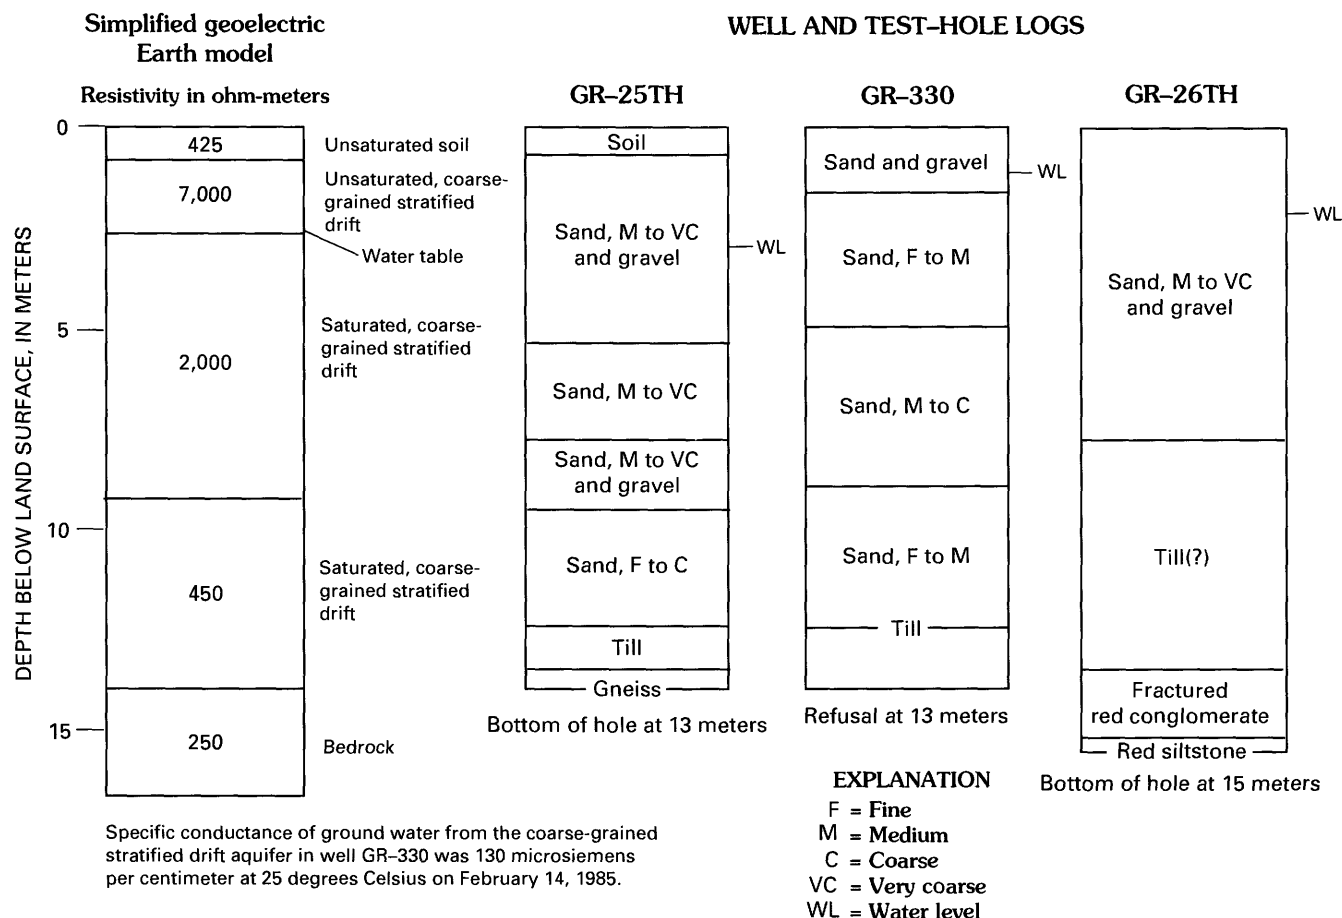 Simplified geoelectric
Earth model
Resistivity in ohm-meters
WELL AND TEST–HOLE LOGS
GR–25TH
GR–330
GR–26TH
DEPTH BELOW LAND SURFACE, IN METERS
0
5
10
15
425
7,000
2,000
450
250
Unsaturated soil
Unsaturated, coarse-
grained stratified
drift
Water table
Saturated, coarse-
grained stratified
drift
Saturated, coarse-
grained stratified
drift
Bedrock
Soil
Sand, M to VC
and gravel
WL
Sand, M to VC
Sand, M to VC
and gravel
Sand, F to C
Till
Gneiss
Bottom of hole at 13 meters
Sand and gravel
WL
Sand, F to M
Sand, M to C
Sand, F to M
Till
Refusal at 13 meters
WL
Sand, M to VC
and gravel
Till(?)
Fractured
red conglomerate
Red siltstone
Bottom of hole at 15 meters
EXPLANATION
F = Fine
M = Medium
C = Coarse
VC = Very coarse
WL = Water level
Specific conductance of ground water from the coarse-grained
stratified drift aquifer in well GR–330 was 130 microsiemens
per centimeter at 25 degrees Celsius on February 14, 1985.